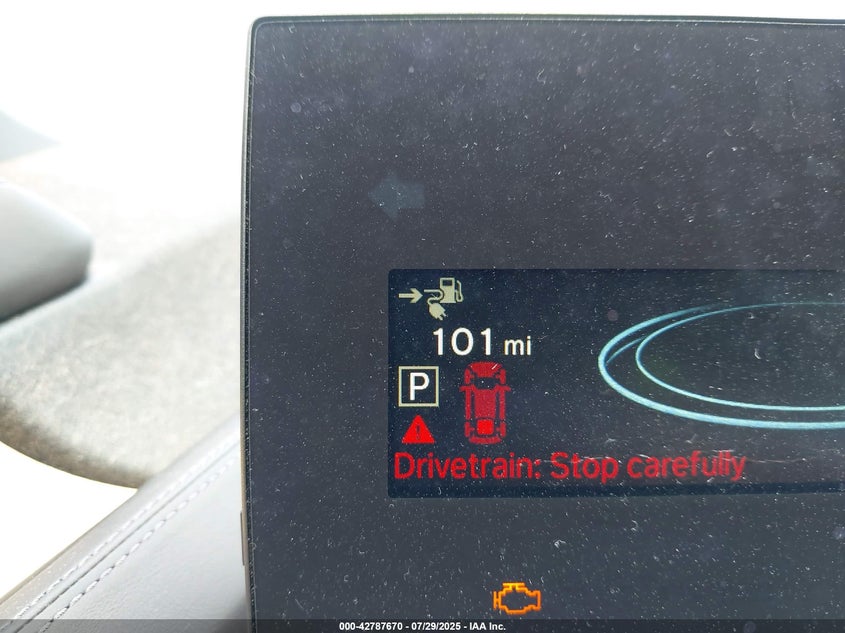 101 mi
P
Drivetrain: Stop carefully
000-42787670 - 07/29/2025 - IAA Inc.